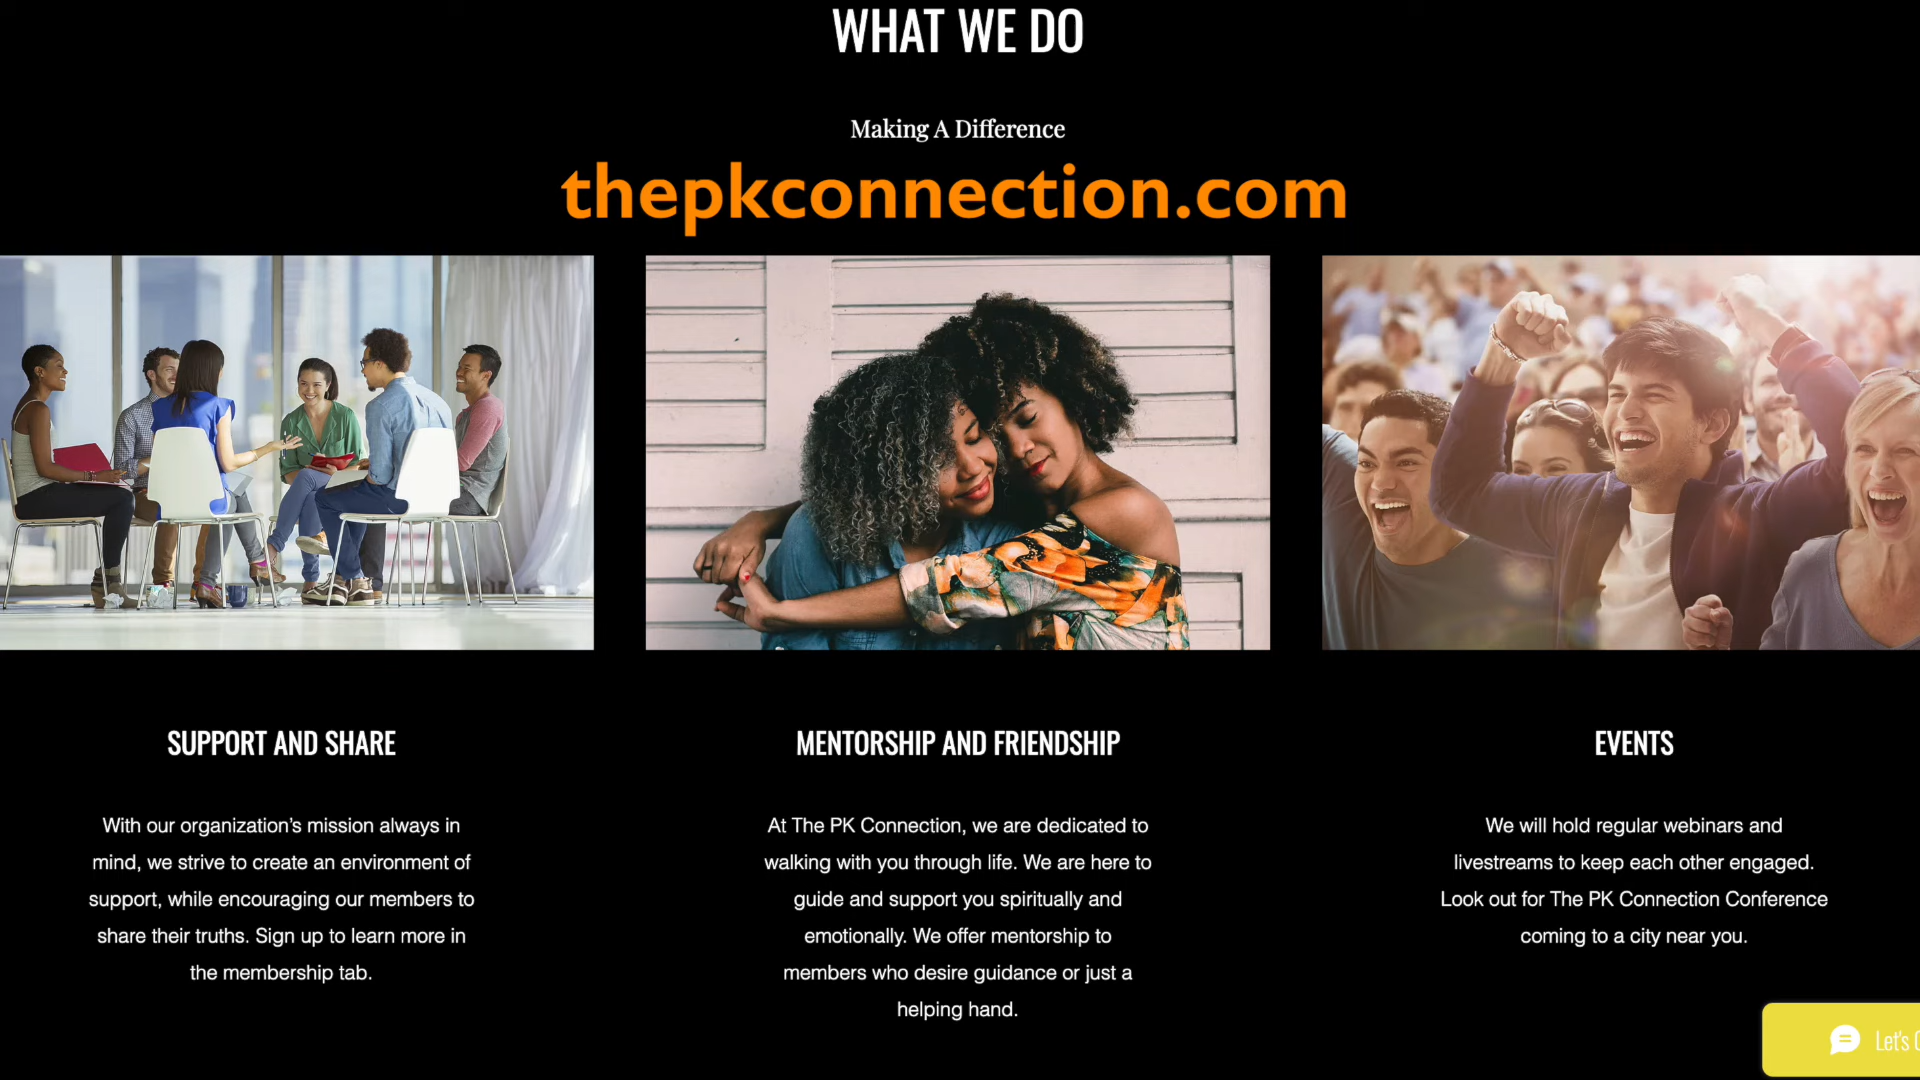 WHAT WE DO
Making A Difference
thepkconnection.com
SUPPORT AND SHARE
With our organization's mission always in
mind, we strive to create an environment of
support, while encouraging our members to
share their truths. Sign up to learn more in
the membership tab.
MENTORSHIP AND FRIENDSHIP
At The PK Connection, we are dedicated to
walking with you through life. We are here to
guide and support you spiritually and
emotionally. We offer mentorship to
members who desire guidance or just a
helping hand.
EVENTS
We will hold regular webinars and
livestreams to keep each other engaged.
Look out for The PK Connection Conference
coming to a city near you.
Let's